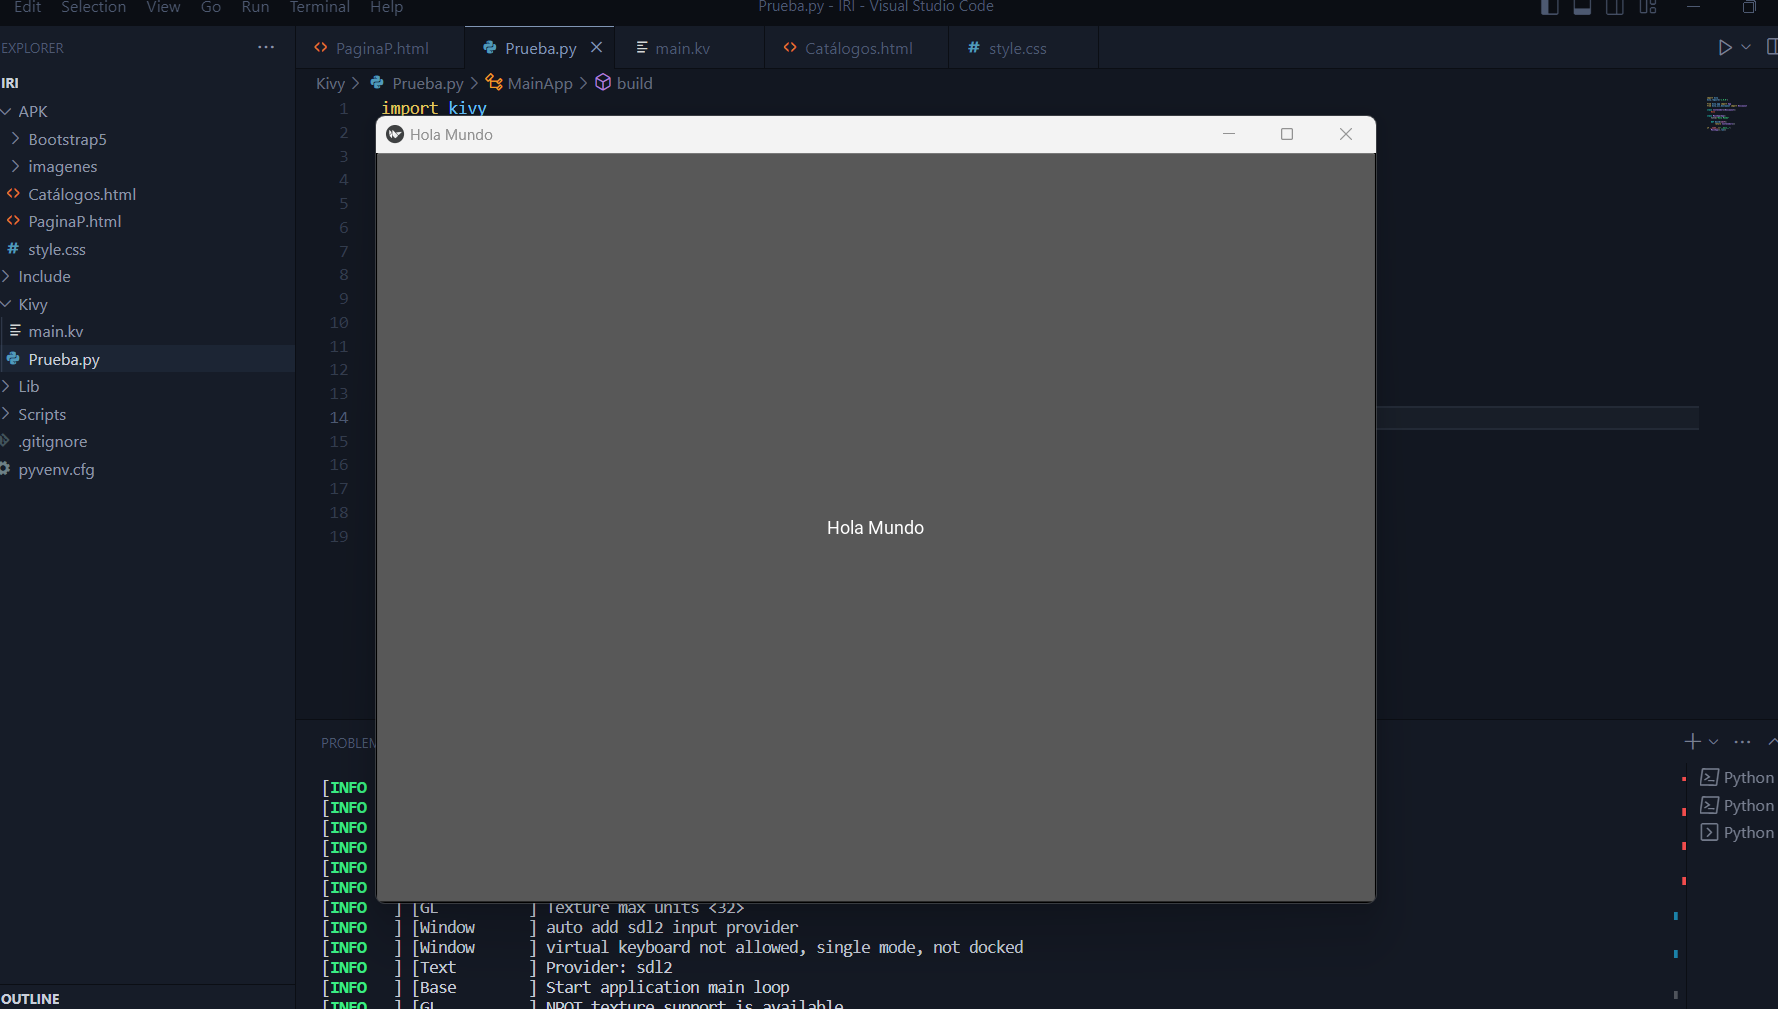 Edit Selection View Go Run Terminal Help Prueba.py - IRI - Visual Studio Code
EXPLORER ···
IRI
APK
Bootstrap5
imagenes
Catálogos.html
PaginaP.html
style.css
Include
Kivy
main.kv
Prueba.py
Lib
Scripts
.gitignore
pyvenv.cfg
OUTLINE
PaginaP.html Prueba.py main.kv Catálogos.html style.css
Kivy > Prueba.py > MainApp > build
1 import kivy
2
3
4
5
6
7
8
9
10
11
12
13
14
15
16
17
18
19
Hola Mundo
Hola Mundo
PROBLEM
[INFO
[INFO
[INFO
[INFO
[INFO
[INFO
[INFO ] [GL ] Texture max units <32>
[INFO ] [Window ] auto add sdl2 input provider
[INFO ] [Window ] virtual keyboard not allowed, single mode, not docked
[INFO ] [Text ] Provider: sdl2
[INFO ] [Base ] Start application main loop
[INFO ] [GL ] NPOT texture support is available
Python
Python
Python